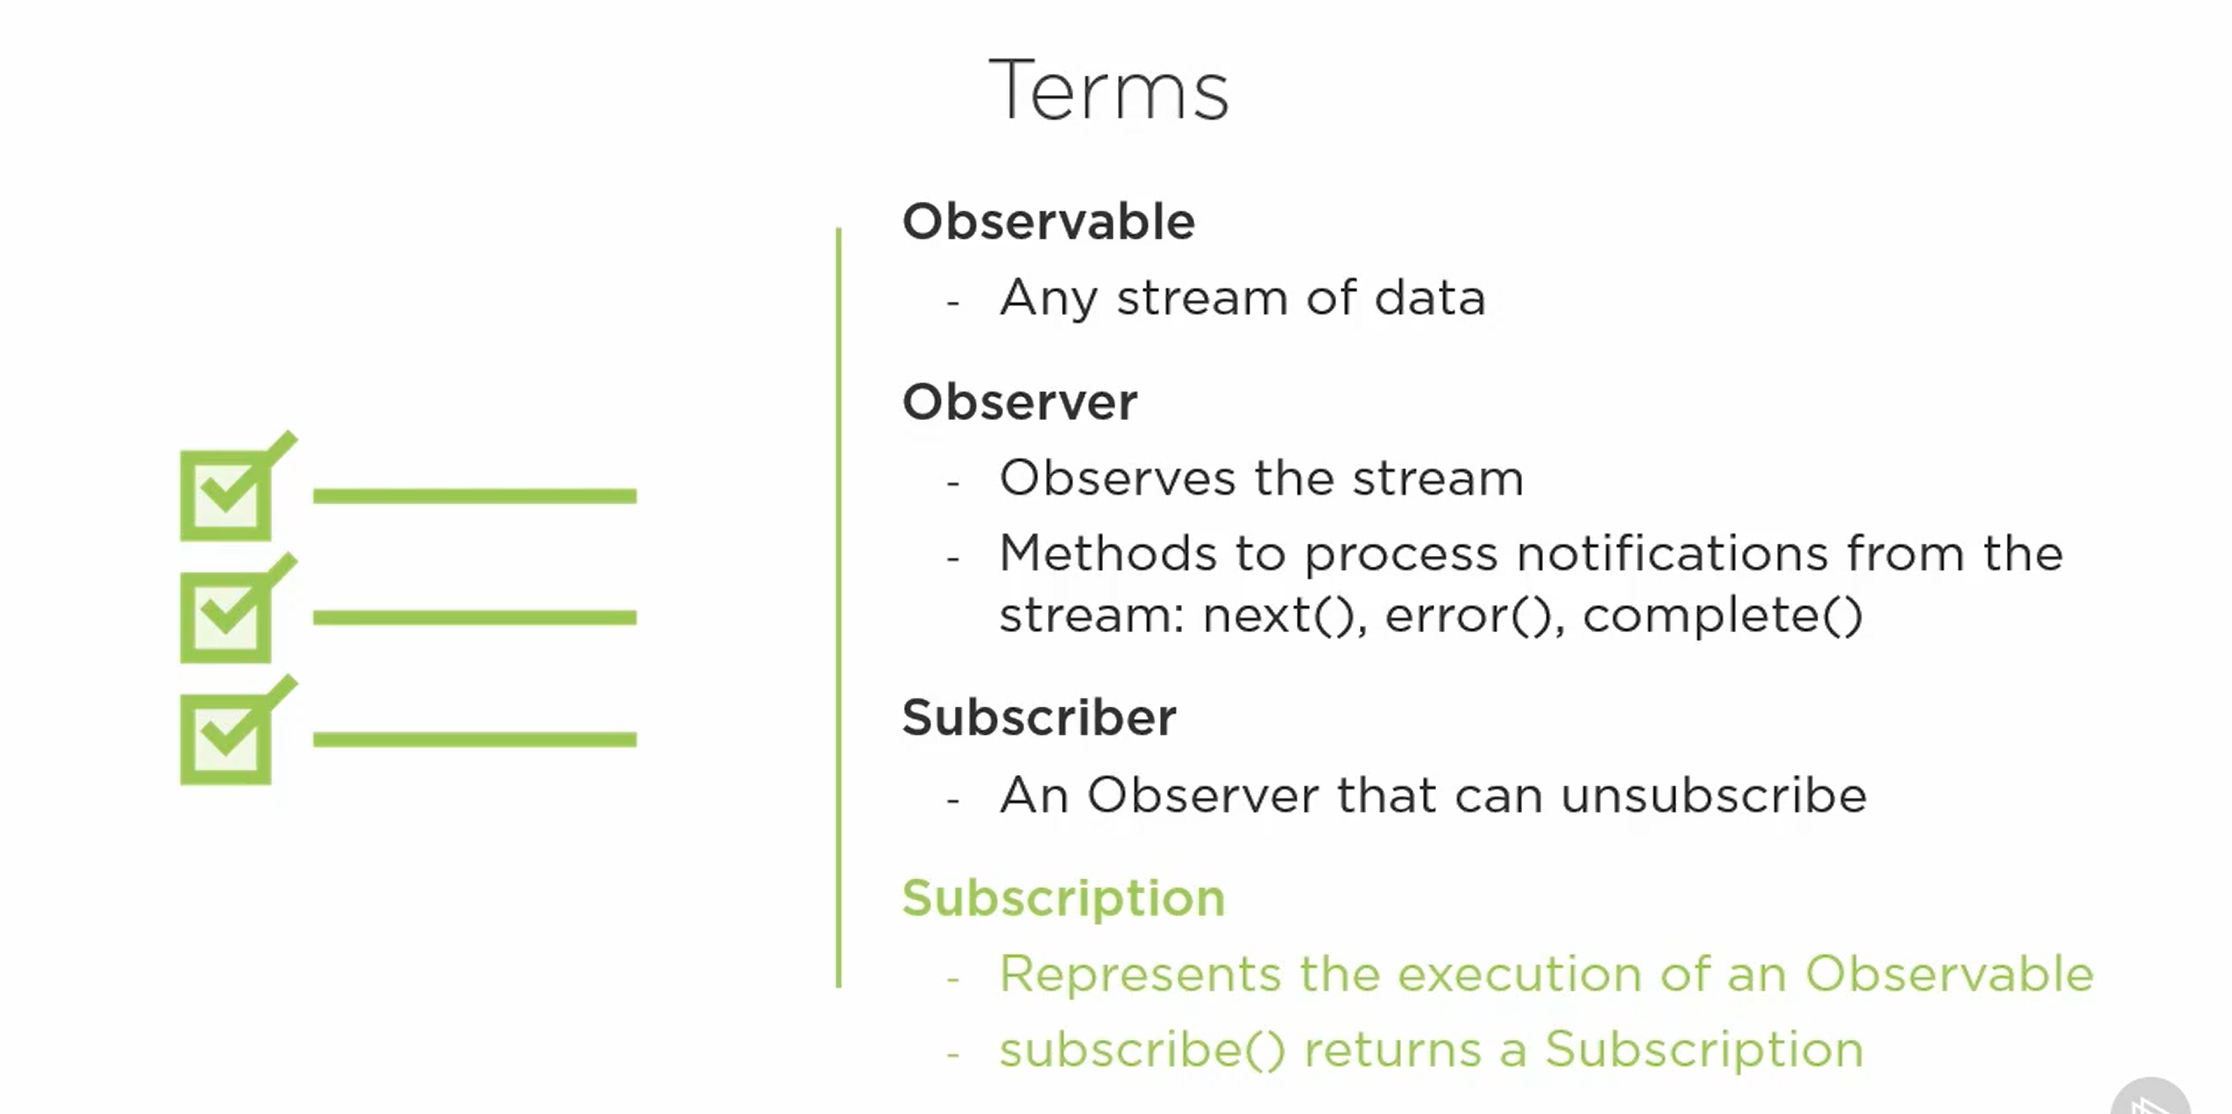 Terms
Observable
- Any stream of data
Observer
- Observes the stream
- Methods to process notifications from the
stream: next(), error(), complete()
Subscriber
- An Observer that can unsubscribe
Subscription
- Represents the execution of an Observable
- subscribe() returns a Subscription